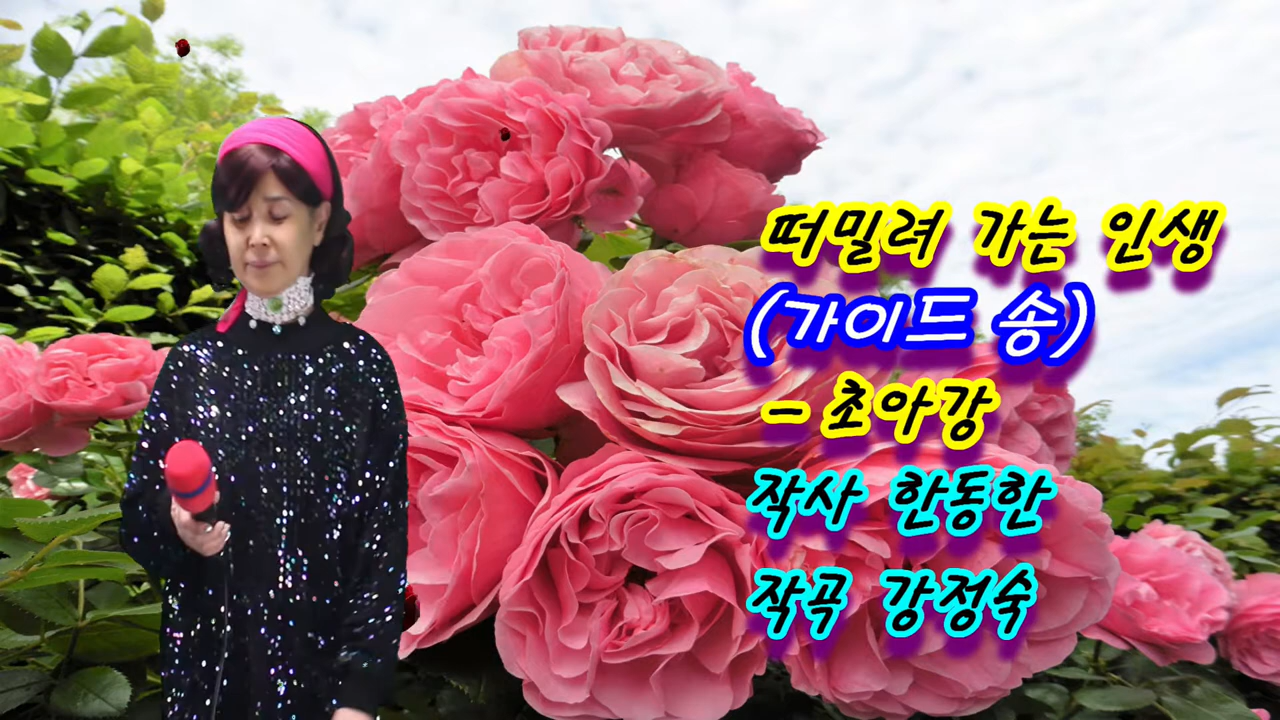 떠밀려 가는 인생
(가이드 송)
- 초아강
작사 한동한
작곡 강정숙